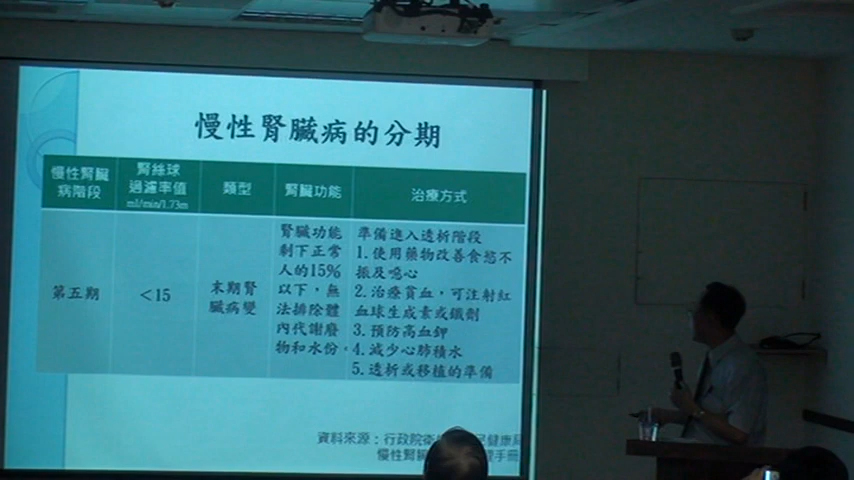 慢性腎臟病的分期
慢性腎臟
病階段
腎絲球
過濾率值
ml/min/1.73m
類型
腎臟功能
治療方式
第五期
<15
末期腎
臟病變
腎臟功能
剩下正常
人的15%
以下，無
法排除體
內代謝廢
物和水份。
準備進入透析階段
1.使用藥物改善食慾不
振及噁心
2.治療貧血，可注射紅
血球生成素或鐵劑
3.預防高血鉀
4.減少心肺積水
5.透析或移植的準備
資料來源：行政院衛
健康局
慢性腎臟
手冊